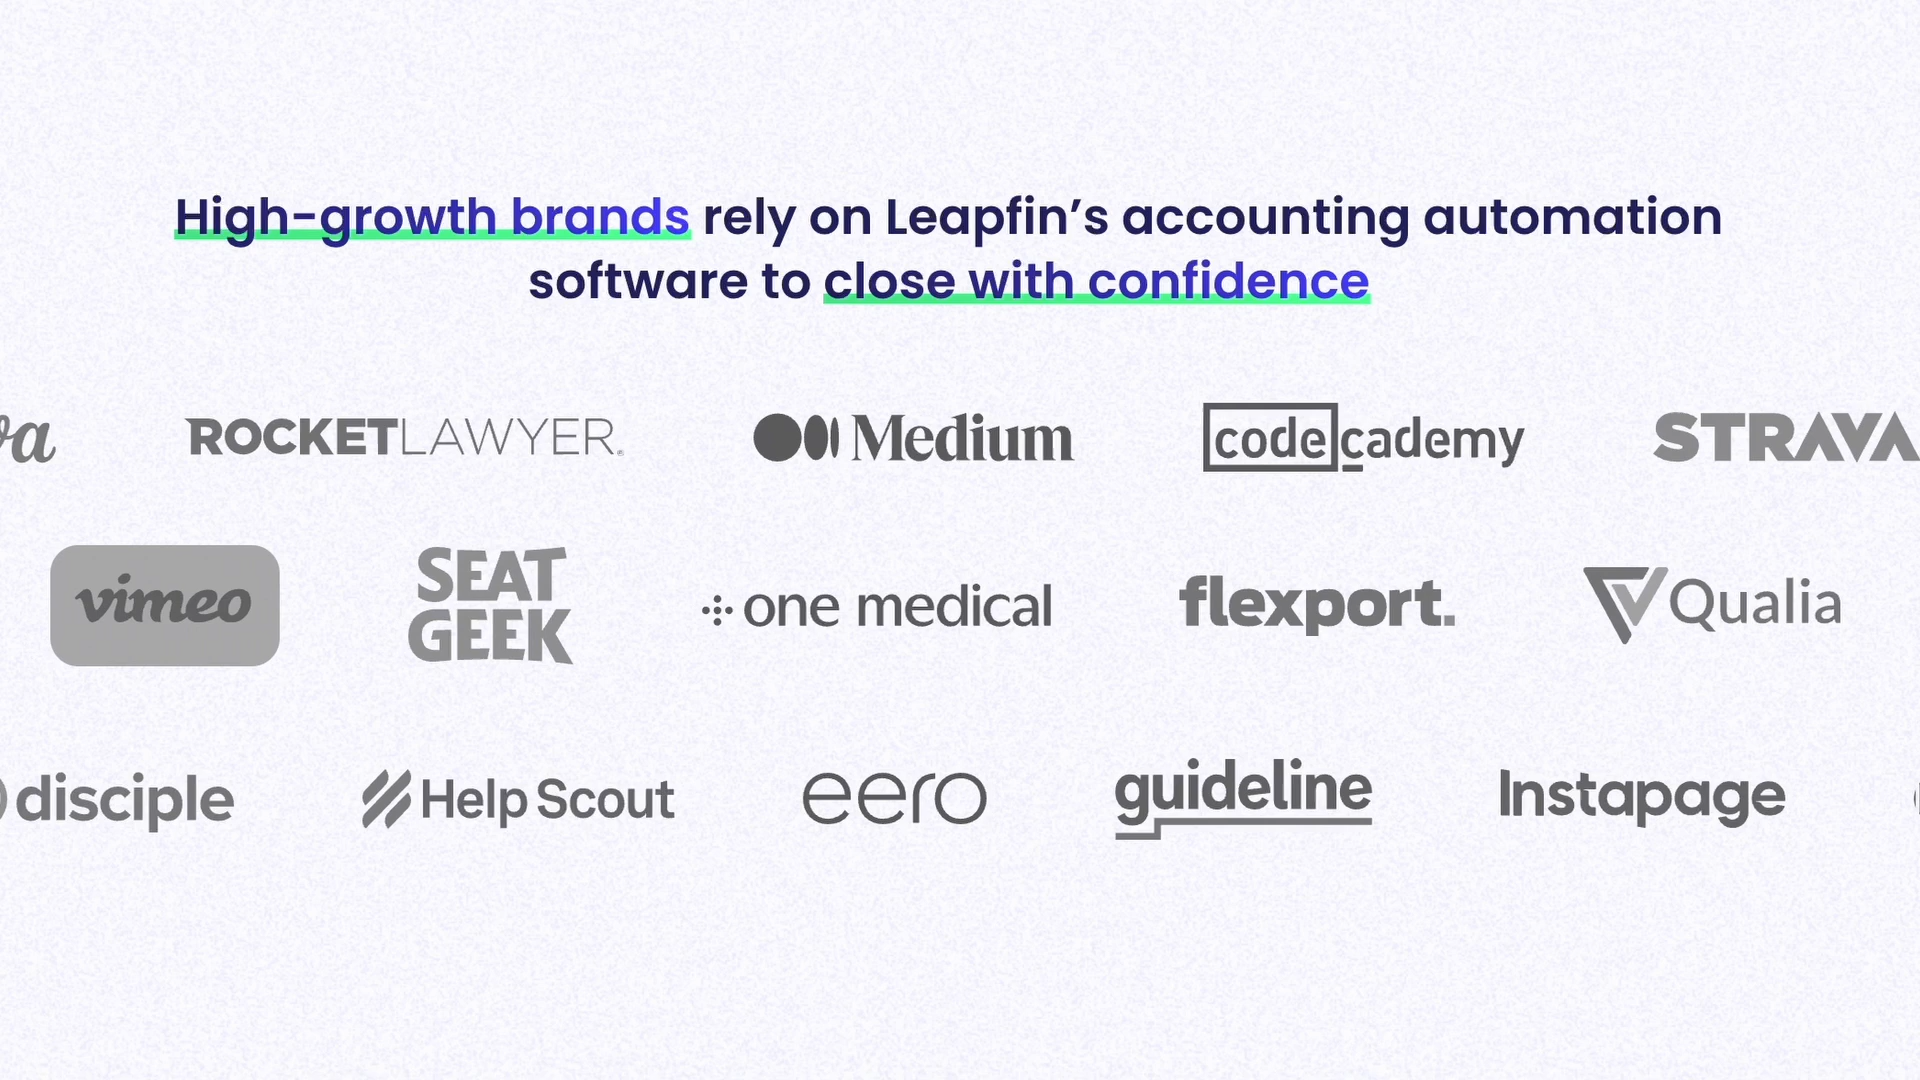 High-growth brands rely on Leapfin’s accounting automation
software to close with confidence
ROCKETLAWYER®
Medium
codecademy
STRAVA
vimeo
SEAT
GEEK
one medical
flexport.
Qualia
disciple
Help Scout
eero
guideline
Instapage